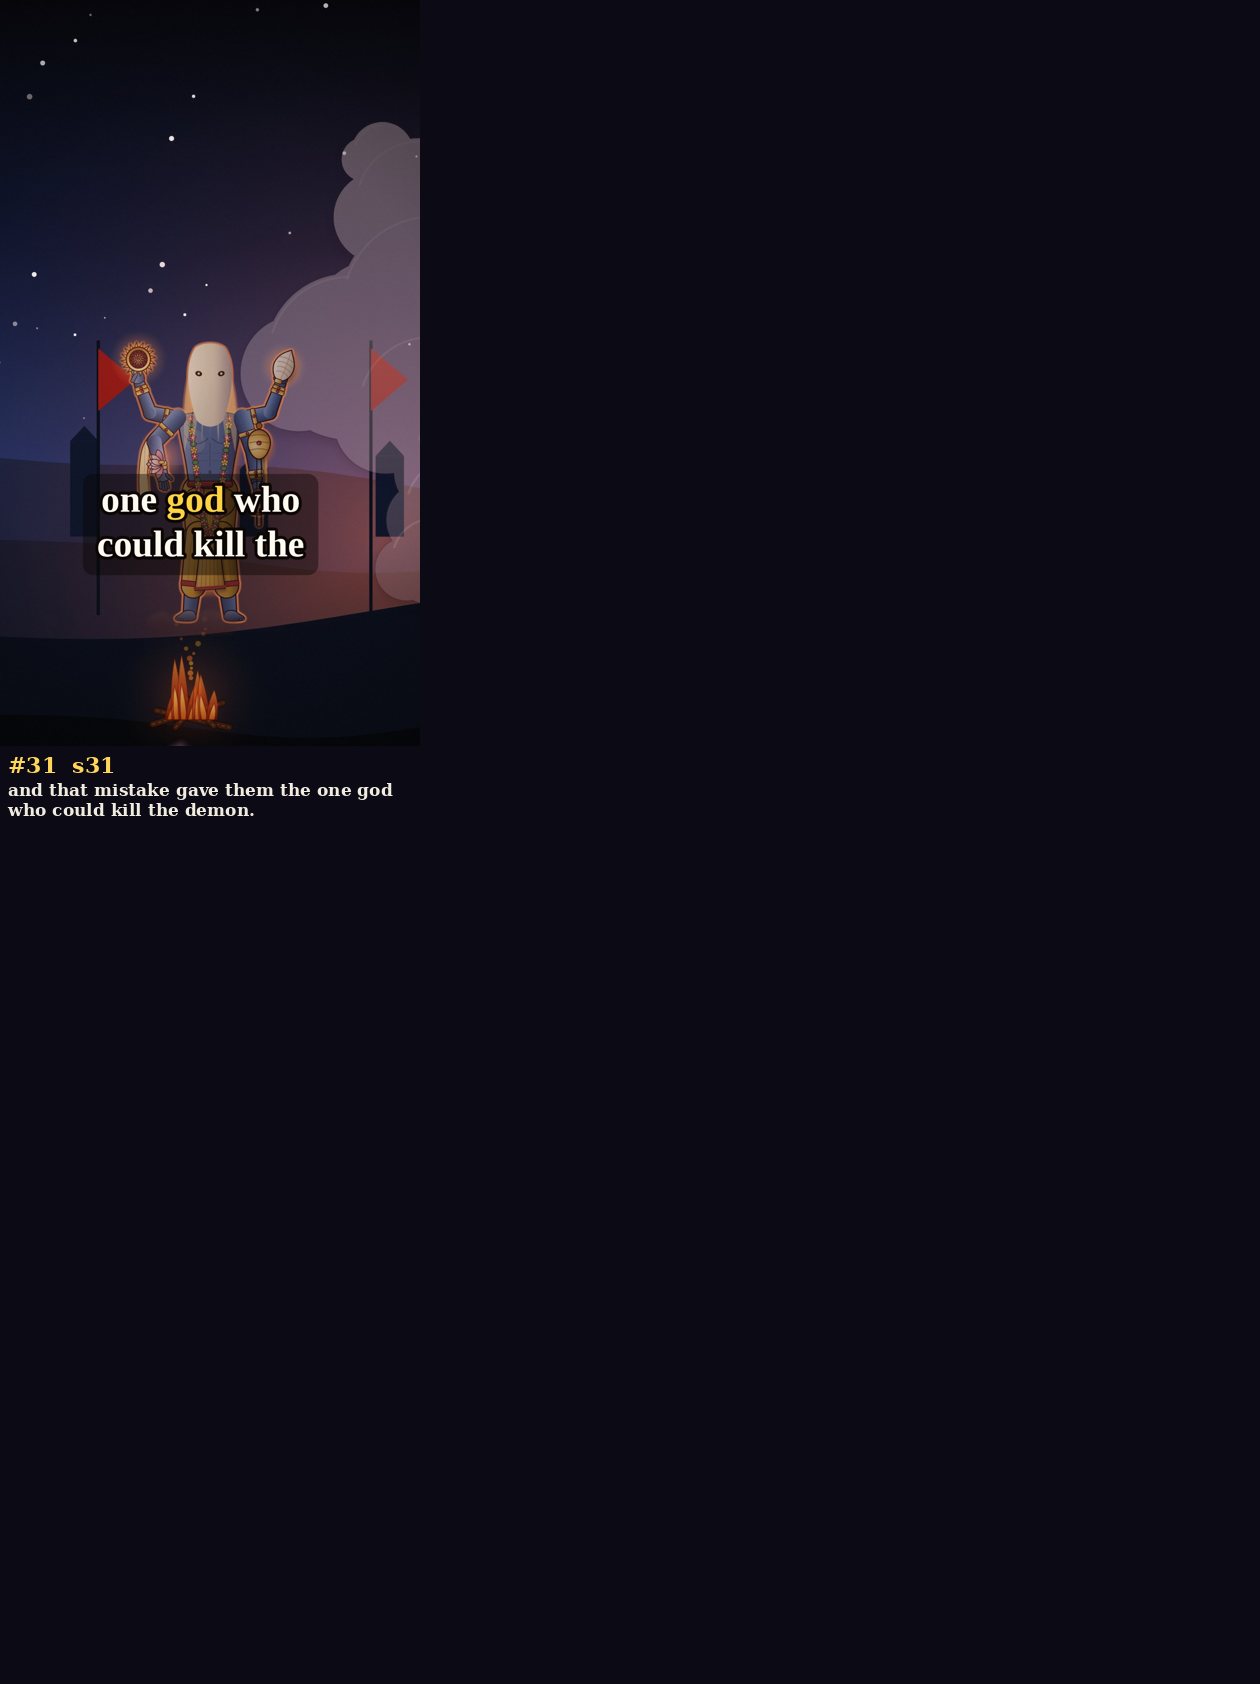 one god who
could kill the
#31 s31
and that mistake gave them the one god
who could kill the demon.